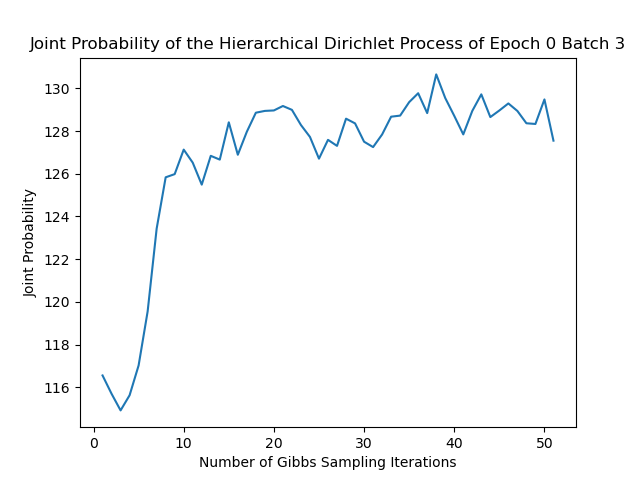 Joint Probability of the Hierarchical Dirichlet Process of Epoch 0 Batch 3
Joint Probability
130
128
126
124
122
120
118
116
0 10 20 30 40 50
Number of Gibbs Sampling Iterations